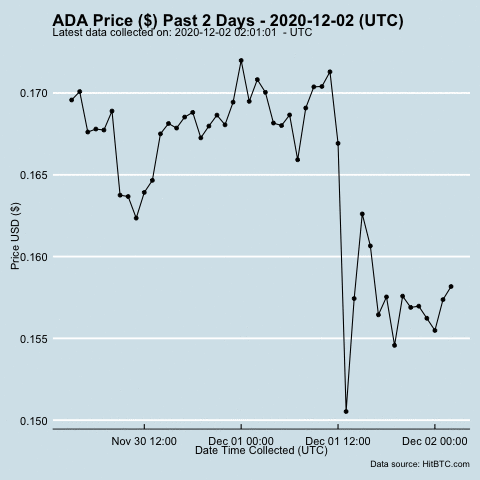 ADA Price ($) Past 2 Days - 2020-12-02 (UTC)
Latest data collected on: 2020-12-02 02:01:01 - UTC
0.170
0.165
0.160
0.155
0.150
Price USD ($)
Nov 30 12:00 Dec 01 00:00 Dec 01 12:00 Dec 02 00:00
Date Time Collected (UTC)
Data source: HitBTC.com